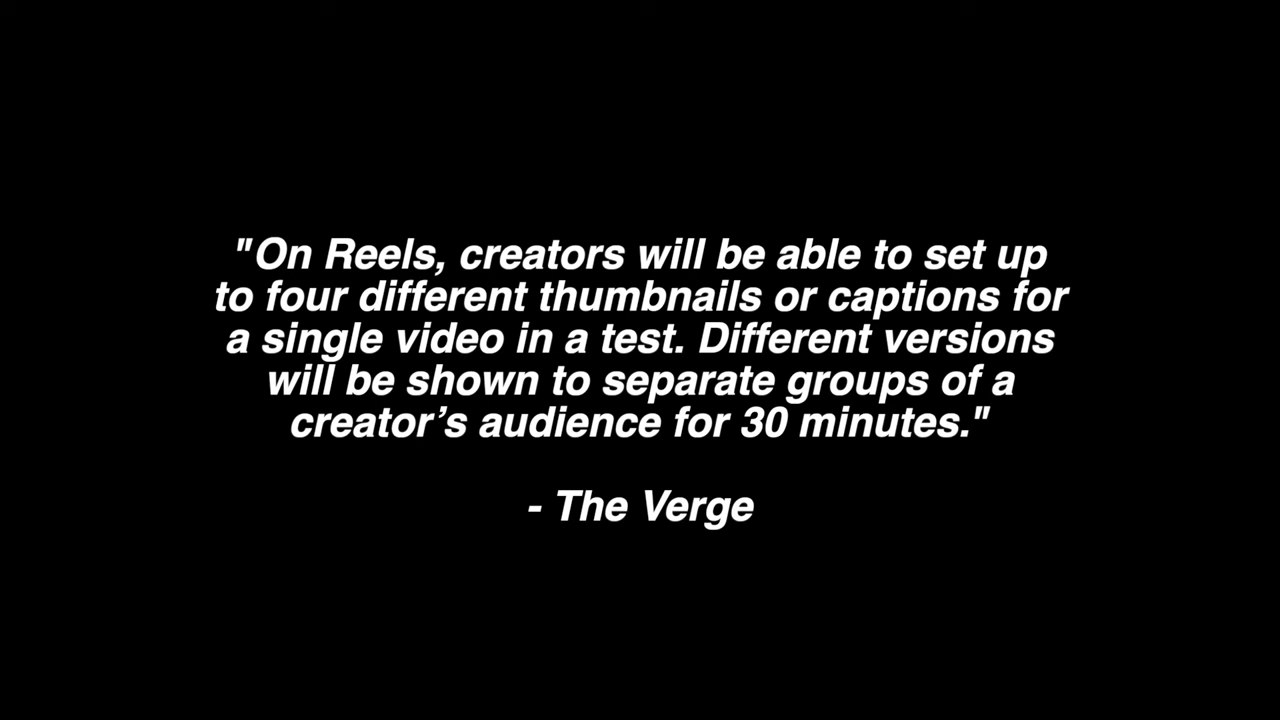 "On Reels, creators will be able to set up
to four different thumbnails or captions for
a single video in a test. Different versions
will be shown to separate groups of a
creator’s audience for 30 minutes."
- The Verge